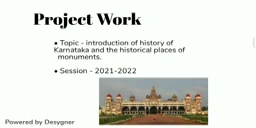 Project Work
• Topic - introduction of history of
Karnataka and the historical places of
monuments.
• Session - 2021-2022
Powered by Desygner